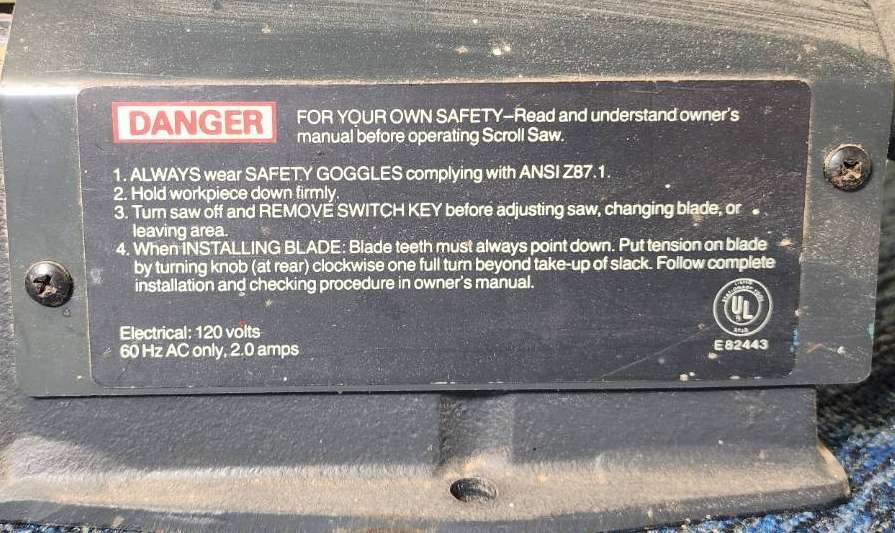 DANGER
FOR YOUR OWN SAFETY–Read and understand owner's
manual before operating Scroll Saw.
1. ALWAYS wear SAFETY GOGGLES complying with ANSI Z87.1.
2. Hold workpiece down firmly.
3. Turn saw off and REMOVE SWITCH KEY before adjusting saw, changing blade, or
leaving area.
4. When INSTALLING BLADE: Blade teeth must always point down. Put tension on blade
by turning knob (at rear) clockwise one full turn beyond take-up of slack. Follow complete
installation and checking procedure in owner's manual.
Electrical: 120 volts
60 Hz AC only, 2.0 amps
UL
E82443